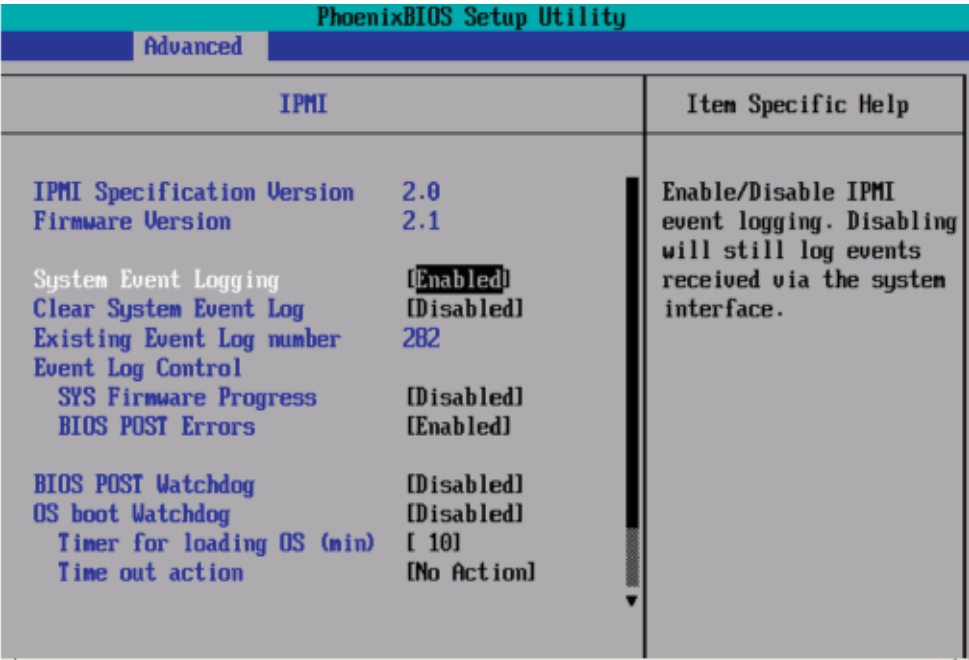 PhoenixBIOS Setup Utility
Advanced
IPMI
Item Specific Help
IPMI Specification Version 2.0
Firmware Version 2.1
System Event Logging [Enabled]
Clear System Event Log [Disabled]
Existing Event Log number 282
Event Log Control
SYS Firmware Progress [Disabled]
BIOS POST Errors [Enabled]
BIOS POST Watchdog [Disabled]
OS boot Watchdog [Disabled]
Timer for loading OS (min) [ 10]
Time out action [No Action]
Enable/Disable IPMI
event logging. Disabling
will still log events
received via the system
interface.